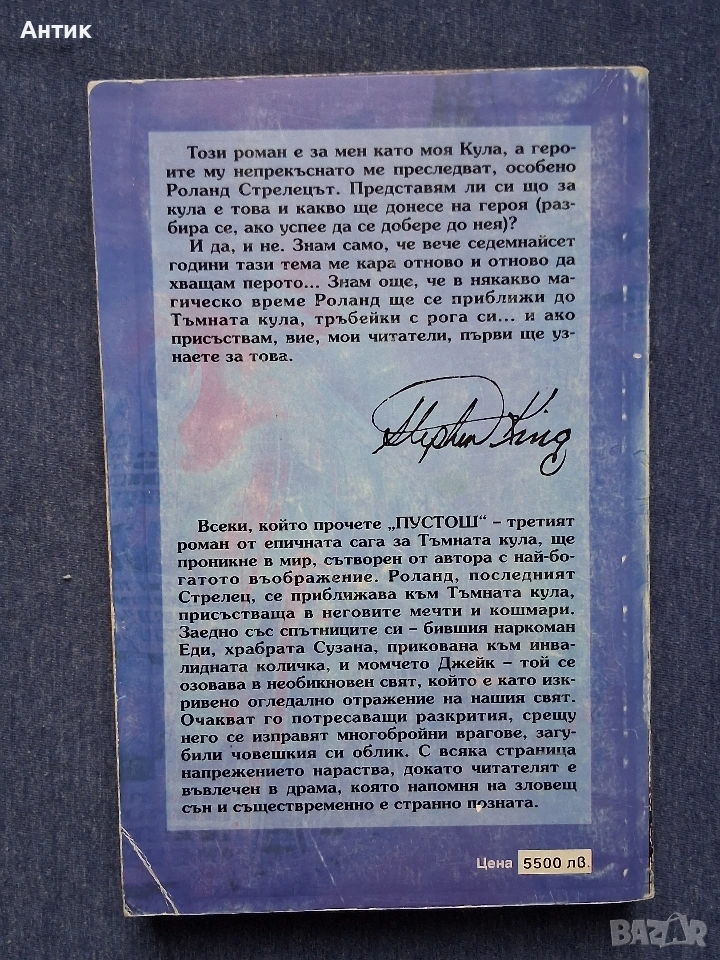 Антик
Този роман е за мен като моя Кула, а геро-
ите му непрекъснато ме преследват, особено
Роланд Стрелецът. Представям ли си що за
кула е това и какво ще донесе на героя (раз-
бира се, ако успее да се добере до нея)?
И да, и не. Знам само, че вече седемнайсет
години тази тема ме кара отново и отново да
хващам перото... Знам още, че в някакво ма-
гическо време Роланд ще се приближи до
Тъмната кула, тръбейки с рога си... и ако
присъствам, вие, мои читатели, първи ще уз-
наете за това.
Stephen King
Всеки, който прочете „ПУСТОШ“ – третият
роман от епичната сага за Тъмната кула, ще
проникне в мир, сътворен от автора с най-бо-
гатото въображение. Роланд, последният
Стрелец, се приближава към Тъмната кула,
присъстваща в неговите мечти и кошмари.
Заедно със спътниците си – бившия наркоман
Еди, храбрата Сузана, прикована към инва-
лидната количка, и момчето Джейк – той се
озовава в необикновен свят, който е като изк-
ривено огледално отражение на нашия свят.
Очакват го потресаващи разкрития, срещу
него се изправят многобройни врагове, загу-
били човешкия си облик. С всяка страница
напрежението нараства, докато читателят е
въвлечен в драма, която напомня на зловещ
сън и същевременно е странно позната.
Цена 5500 лв.
BAZAR